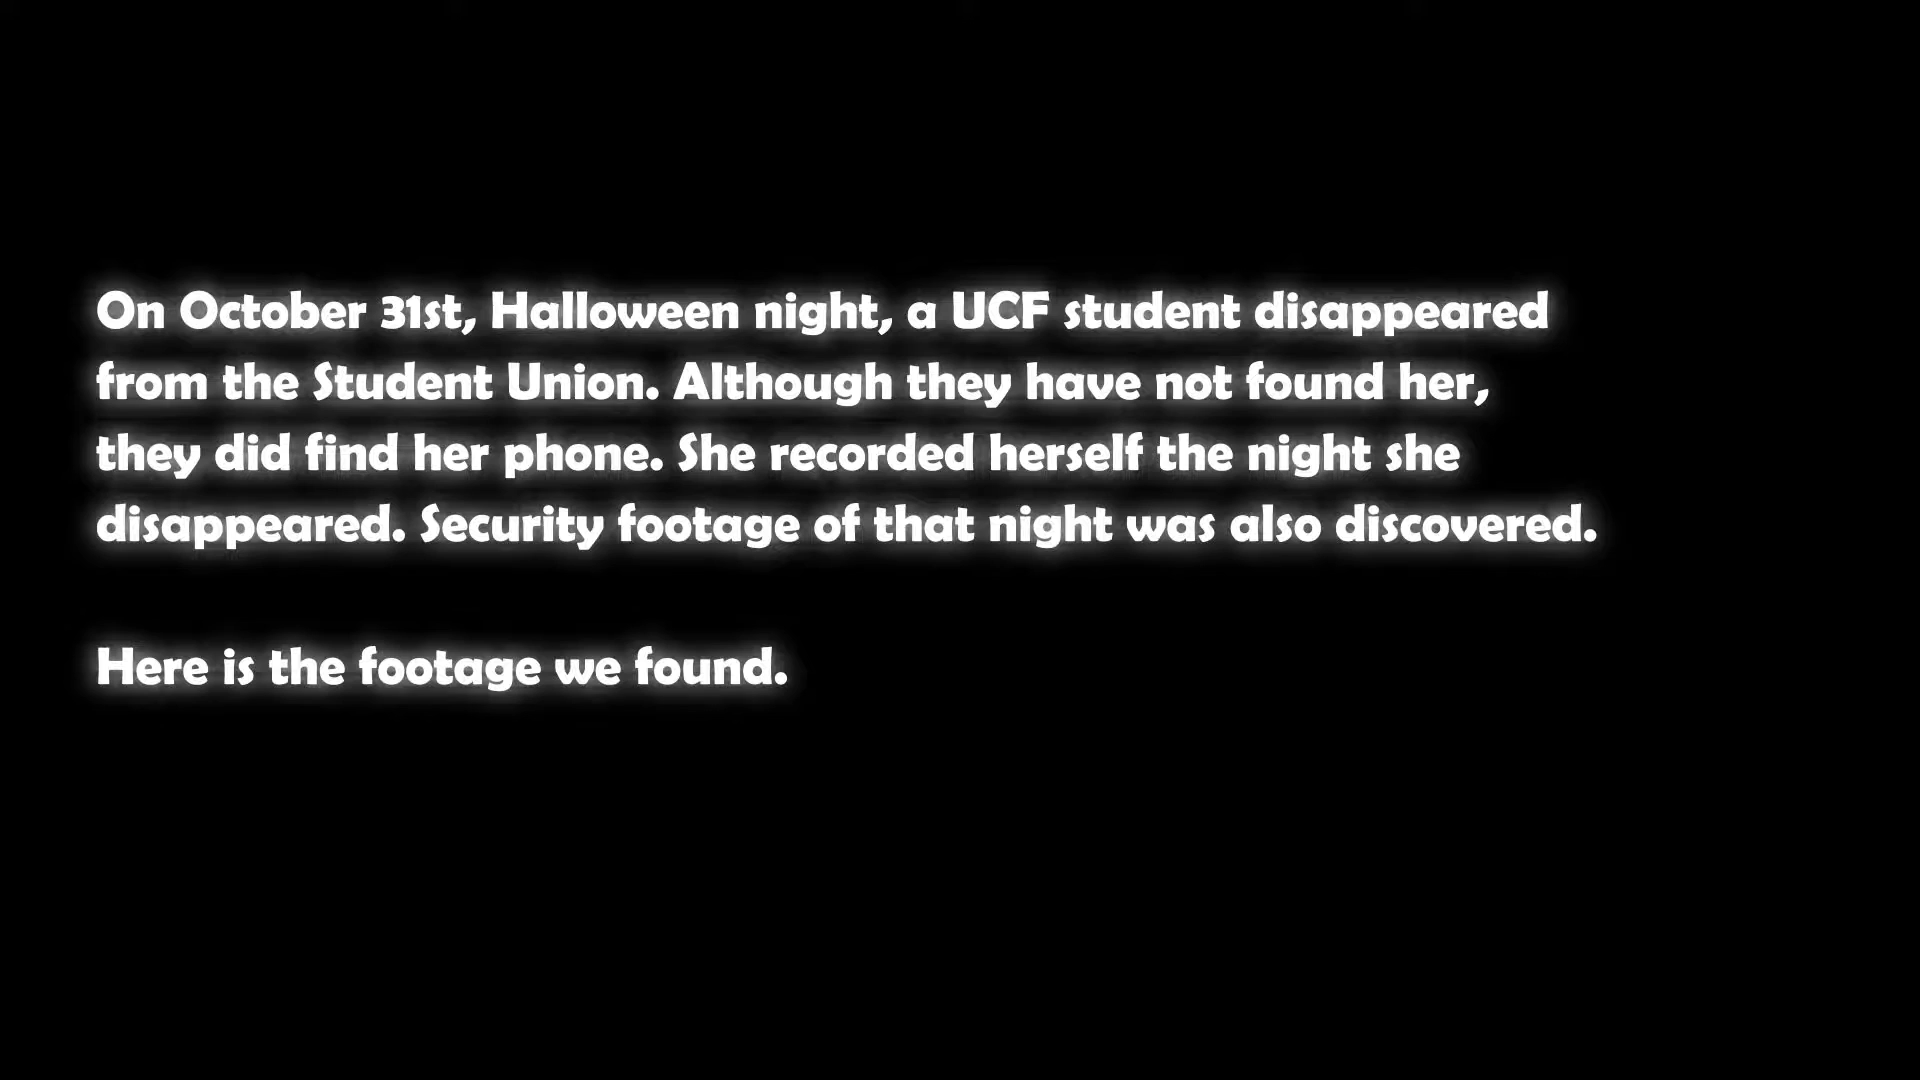 On October 31st, Halloween night, a UCF student disappeared
from the Student Union. Although they have not found her,
they did find her phone. She recorded herself the night she
disappeared. Security footage of that night was also discovered.
Here is the footage we found.